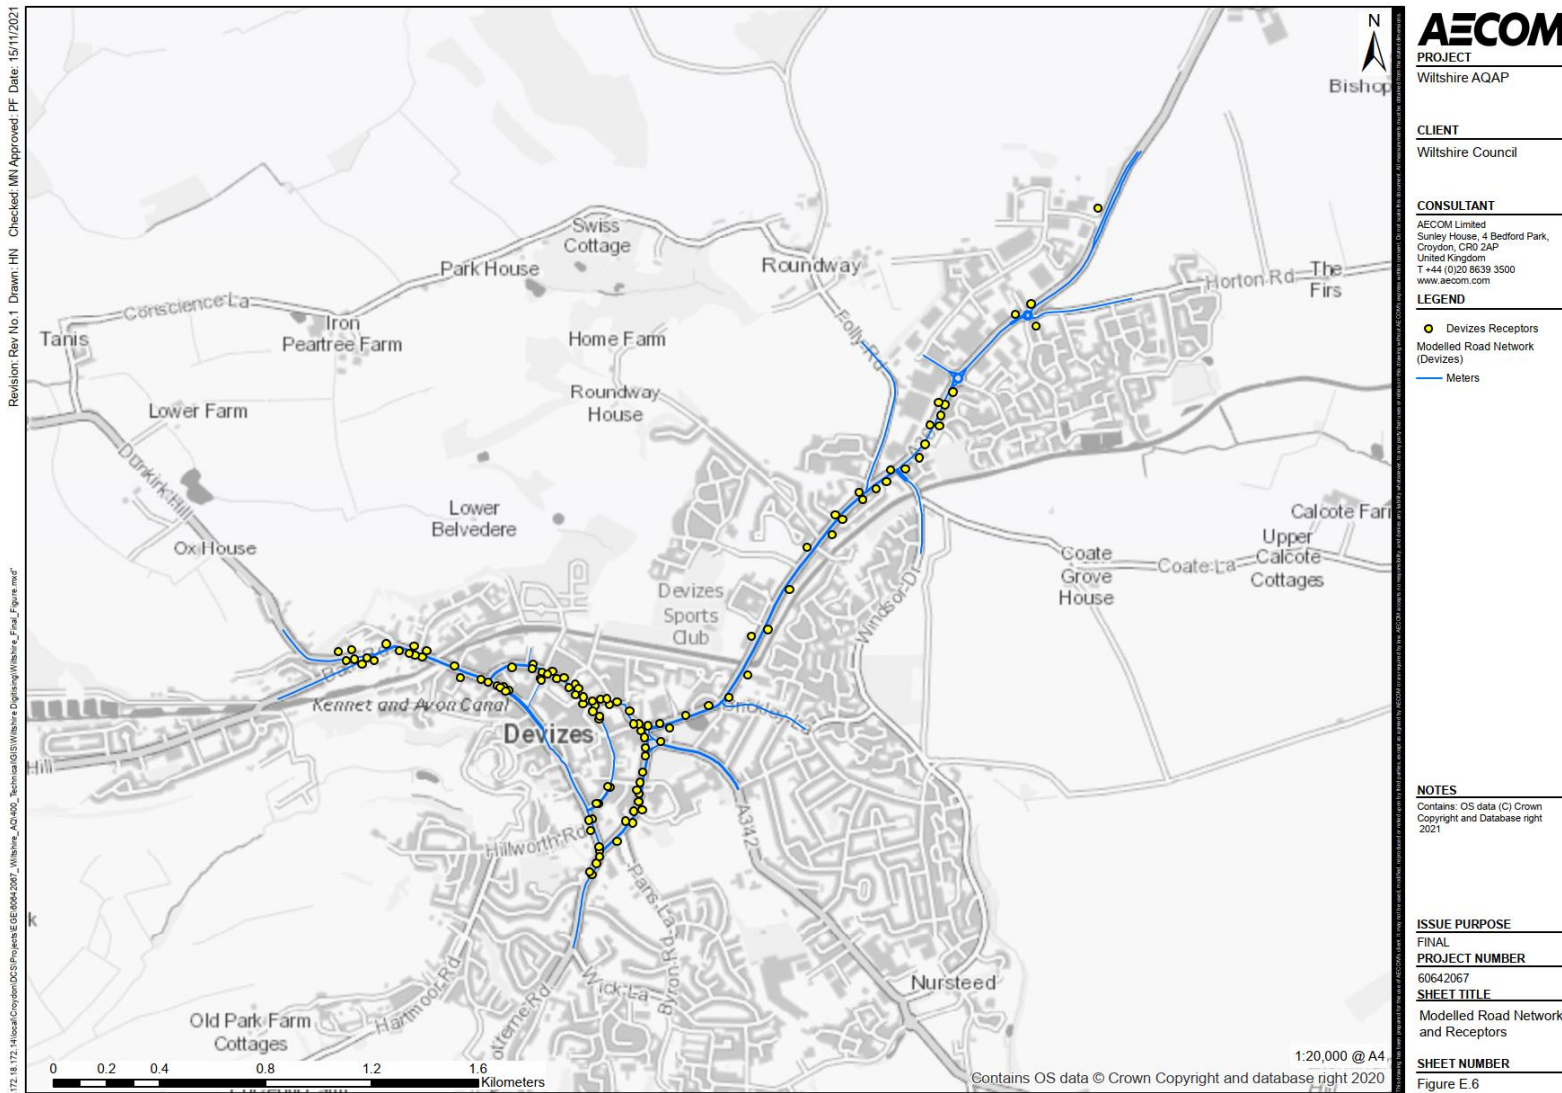 Revision: Rev No.1 Drawn: HN Checked: MN Approved: PF Date: 15/11/2021
N
Bishop
Swiss
Cottage
Park House
Roundway
Horton Rd
The
Firs
Conscience La
Iron
Peartree Farm
Tanis
Home Farm
Folly Rd
Roundway
House
Lower Farm
Dunkirk Hill
Lower
Belvedere
Ox House
Calcote Farr
Upper
Calcote
Cottages
Coate
Grove
House
Coate La
Devizes
Sports
Club
Windsor Dr
Kennet and Avon Canal
Devizes
Hill
A342
Hillworth Rd
Pans La
Byron Rd
Nursteed
Wick La
Hartmoor Rd
otterne Rd
Old Park Farm
Cottages
k
0 0.2 0.4 0.8 1.2 1.6
Kilometers
1:20,000 @ A4
Contains OS data © Crown Copyright and database right 2020
AECOM
PROJECT
Wiltshire AQAP
CLIENT
Wiltshire Council
CONSULTANT
AECOM Limited
Sunley House, 4 Bedford Park,
Croydon, CR0 2AP
United Kingdom
T +44 (0)20 8639 3500
www.aecom.com
LEGEND
Devizes Receptors
Modelled Road Network
(Devizes)
Meters
NOTES
Contains: OS data (C) Crown
Copyright and Database right
2021
ISSUE PURPOSE
FINAL
PROJECT NUMBER
60642067
SHEET TITLE
Modelled Road Network
and Receptors
SHEET NUMBER
Figure E.6